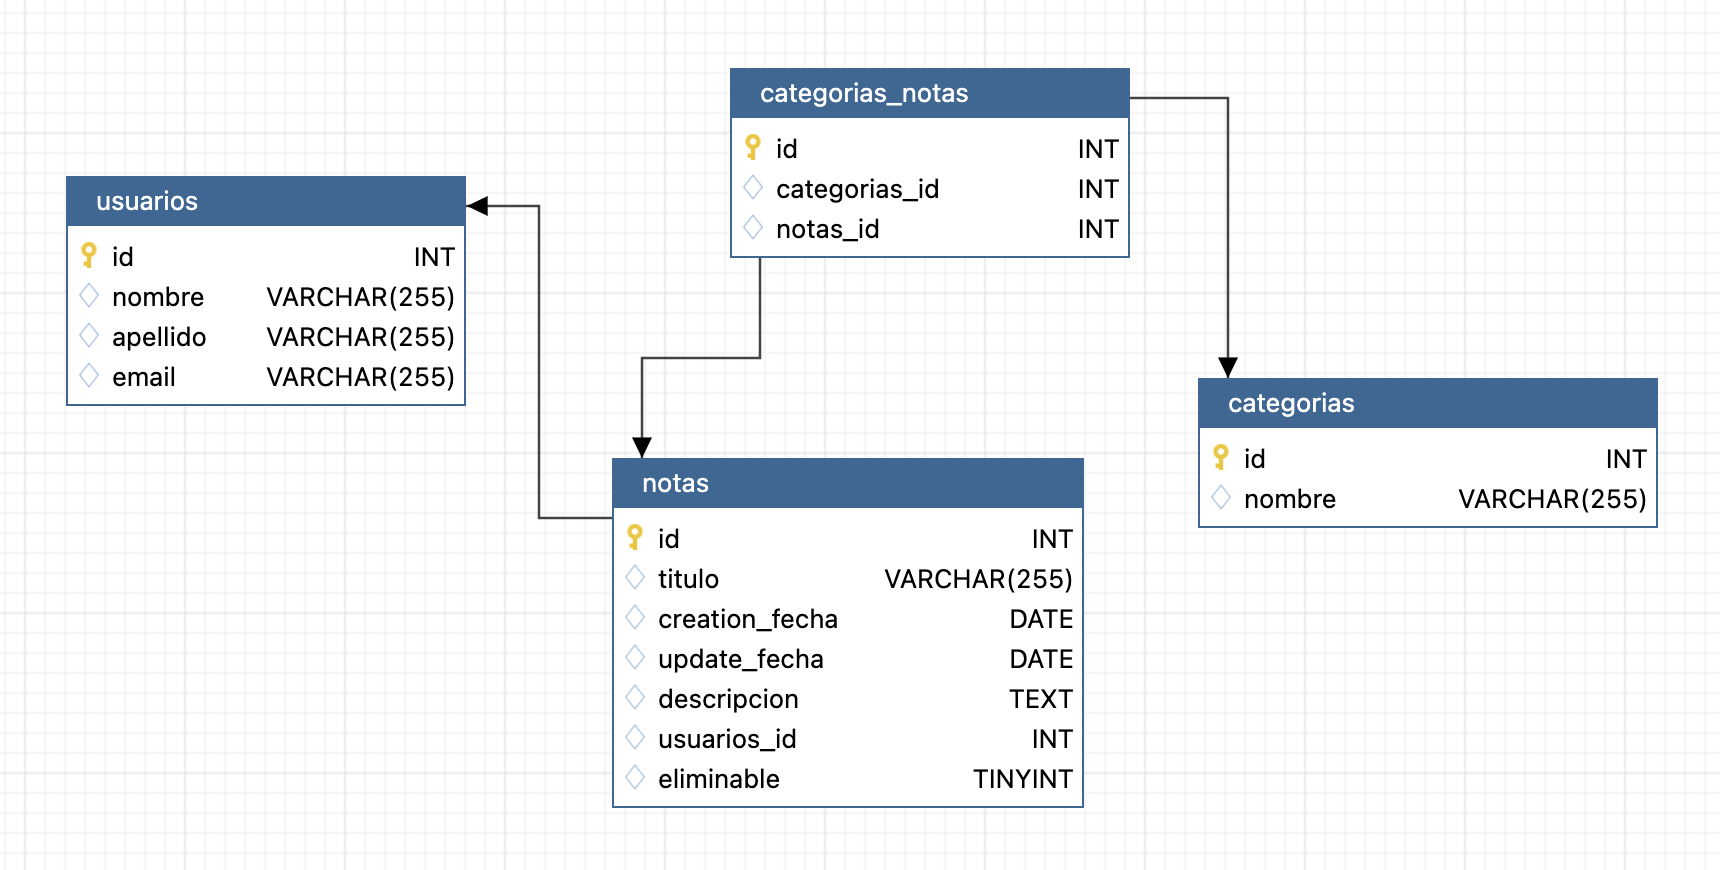 categorias_notas
id INT
categorias_id INT
notas_id INT
usuarios
id INT
nombre VARCHAR(255)
apellido VARCHAR(255)
email VARCHAR(255)
categorias
id INT
nombre VARCHAR(255)
notas
id INT
titulo VARCHAR(255)
creation_fecha DATE
update_fecha DATE
descripcion TEXT
usuarios_id INT
eliminable TINYINT